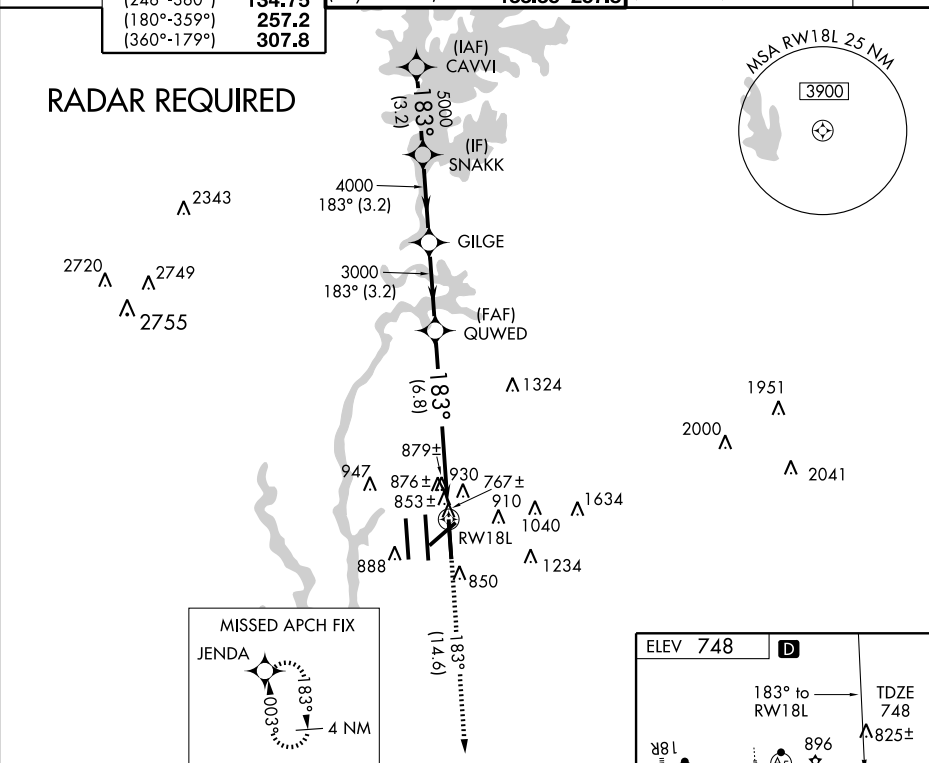 (180°-359°) 257.2
(360°-179°) 307.8
RADAR REQUIRED
(IAF)
CAVVI
5000
183°
(3.2)
(IF)
SNAKK
4000
183° (3.2)
GILGE
3000
183° (3.2)
(FAF)
QUWED
183°
(6.8)
MSA RW18L 25 NM
3900
2343
2720
2749
2755
1324
1951
2000
2041
879±
947
876±
930
767±
853±
910
1634
1040
RW18L
888
1234
850
183°
(14.6)
MISSED APCH FIX
JENDA
183°
003°
4 NM
ELEV 748
D
183° to
RW18L
TDZE
748
825±
896
18R